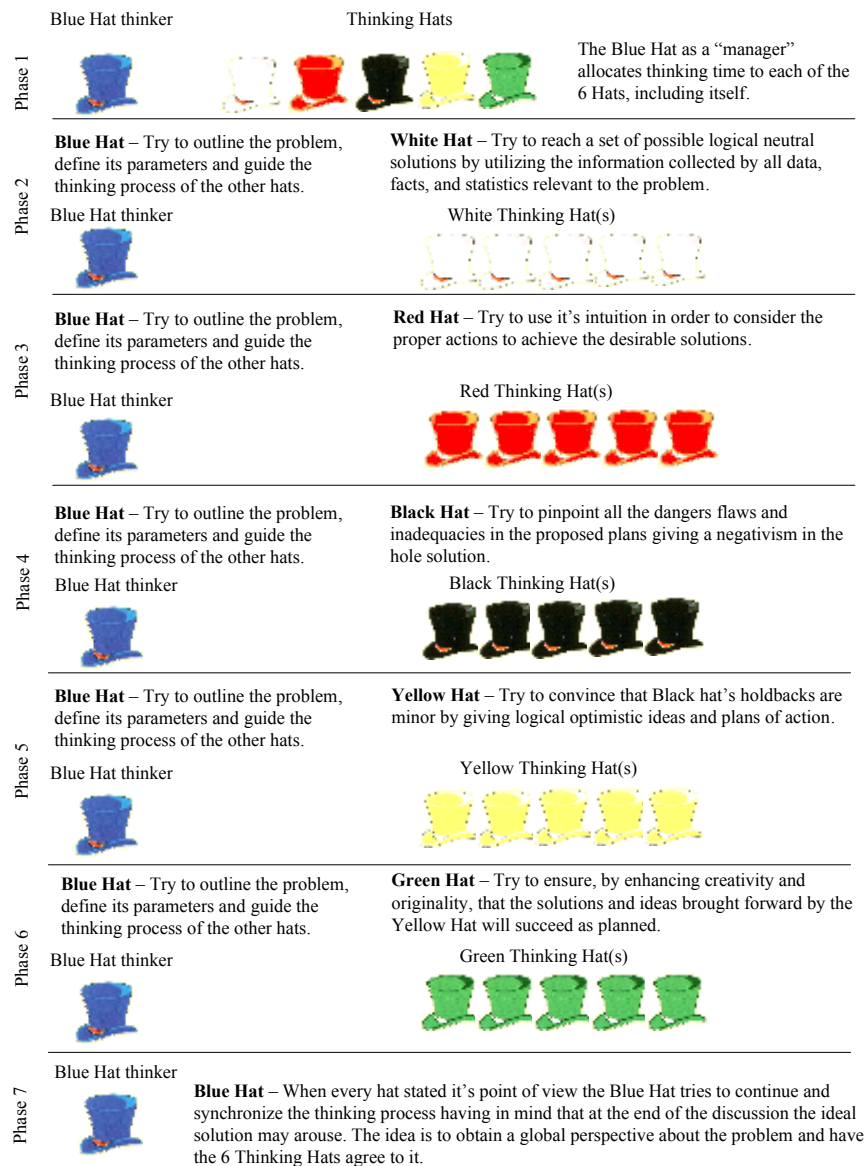 Blue Hat thinker
Thinking Hats
Phase 1
The Blue Hat as a “manager”
allocates thinking time to each of the
6 Hats, including itself.
Phase 2
Blue Hat – Try to outline the problem,
define its parameters and guide the
thinking process of the other hats.
Blue Hat thinker
White Hat – Try to reach a set of possible logical neutral
solutions by utilizing the information collected by all data,
facts, and statistics relevant to the problem.
White Thinking Hat(s)
Phase 3
Blue Hat – Try to outline the problem,
define its parameters and guide the
thinking process of the other hats.
Blue Hat thinker
Red Hat – Try to use it’s intuition in order to consider the
proper actions to achieve the desirable solutions.
Red Thinking Hat(s)
Phase 4
Blue Hat – Try to outline the problem,
define its parameters and guide the
thinking process of the other hats.
Blue Hat thinker
Black Hat – Try to pinpoint all the dangers flaws and
inadequacies in the proposed plans giving a negativism in the
hole solution.
Black Thinking Hat(s)
Phase 5
Blue Hat – Try to outline the problem,
define its parameters and guide the
thinking process of the other hats.
Blue Hat thinker
Yellow Hat – Try to convince that Black hat’s holdbacks are
minor by giving logical optimistic ideas and plans of action.
Yellow Thinking Hat(s)
Phase 6
Blue Hat – Try to outline the problem,
define its parameters and guide the
thinking process of the other hats.
Blue Hat thinker
Green Hat – Try to ensure, by enhancing creativity and
originality, that the solutions and ideas brought forward by the
Yellow Hat will succeed as planned.
Green Thinking Hat(s)
Phase 7
Blue Hat thinker
Blue Hat – When every hat stated it’s point of view the Blue Hat tries to continue and
synchronize the thinking process having in mind that at the end of the discussion the ideal
solution may arouse. The idea is to obtain a global perspective about the problem and have
the 6 Thinking Hats agree to it.